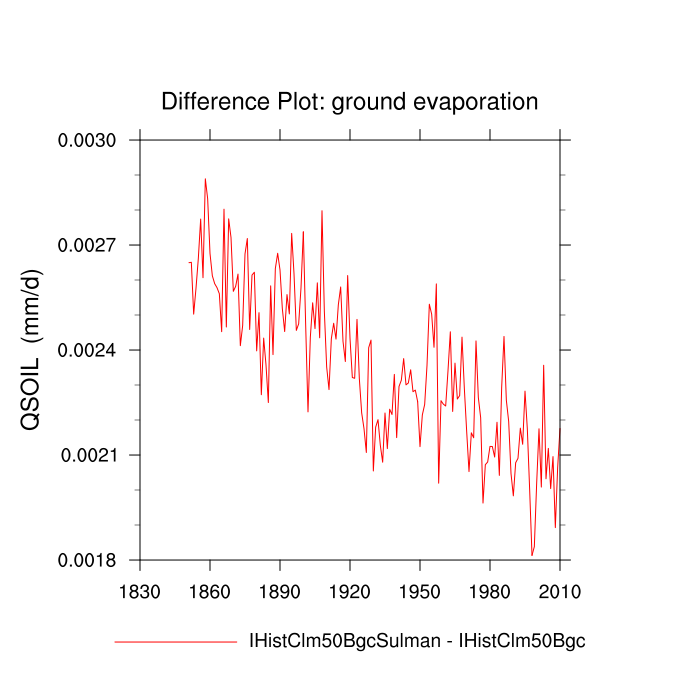 Difference Plot: ground evaporation
0.0030
0.0027
0.0024
0.0021
0.0018
QSOIL (mm/d)
1830 1860 1890 1920 1950 1980 2010
IHistClm50BgcSulman - IHistClm50Bgc